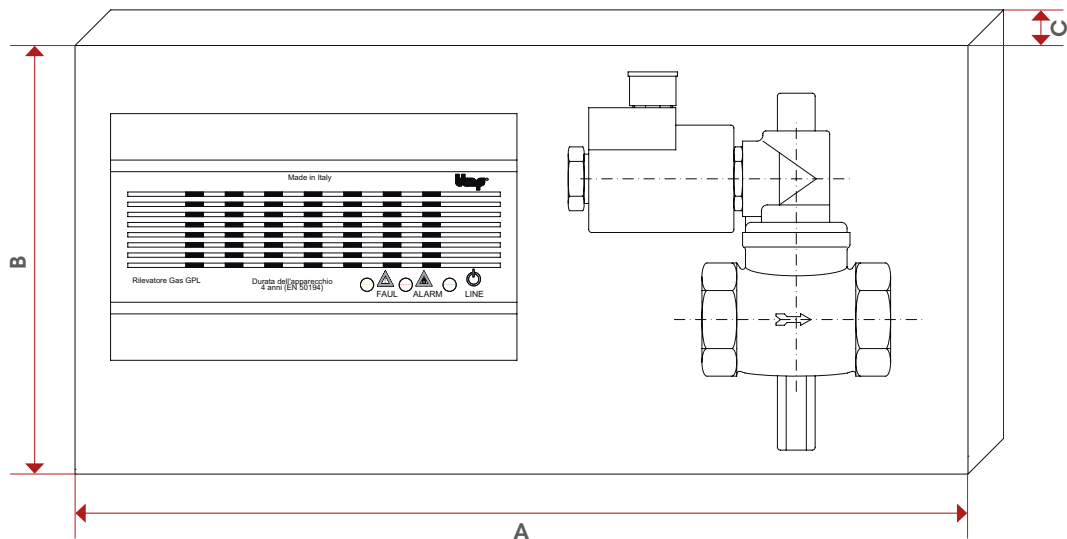 C
Made in Italy
B
Rilevatore Gas GPL
Durata dell'apparecchio
4 anni (EN 50194)
FAUL
ALARM
LINE
A